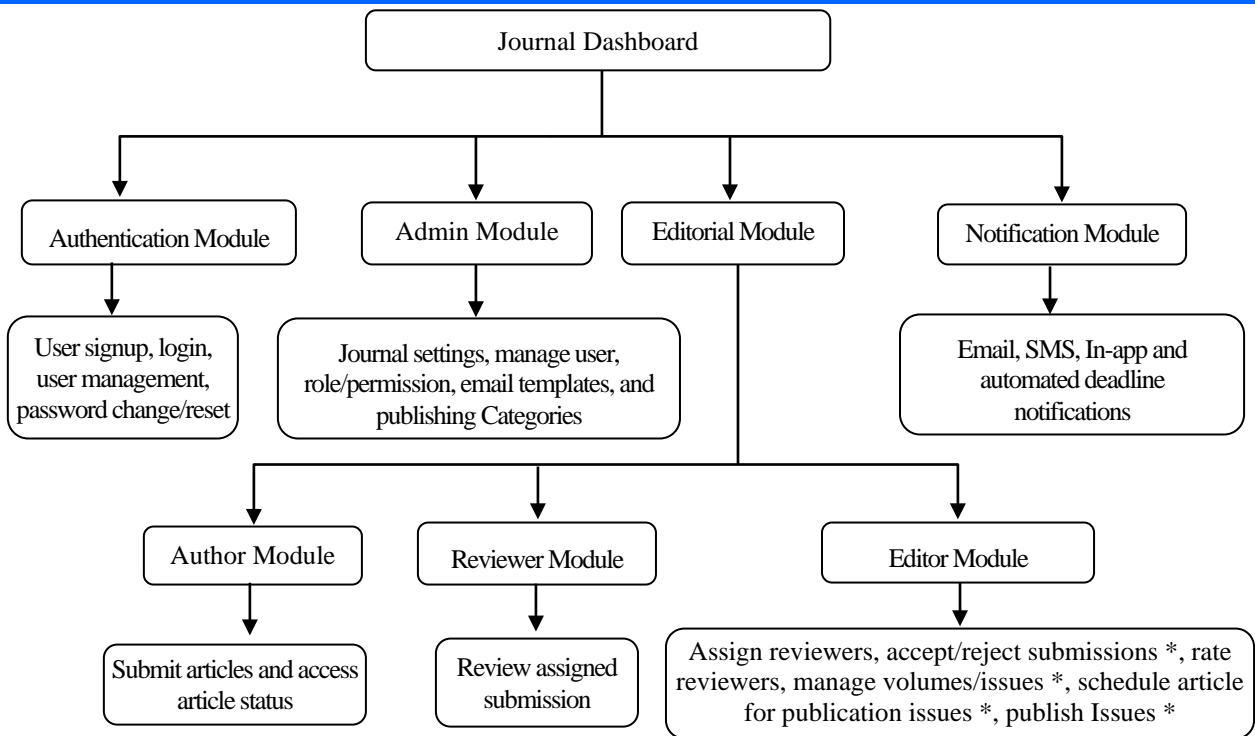 Journal Dashboard
Authentication Module
Admin Module
Editorial Module
Notification Module
User signup, login,
user management,
password change/reset
Journal settings, manage user,
role/permission, email templates, and
publishing Categories
Email, SMS, In-app and
automated deadline
notifications
Author Module
Reviewer Module
Editor Module
Submit articles and access
article status
Review assigned
submission
Assign reviewers, accept/reject submissions *, rate
reviewers, manage volumes/issues *, schedule article
for publication issues *, publish Issues *